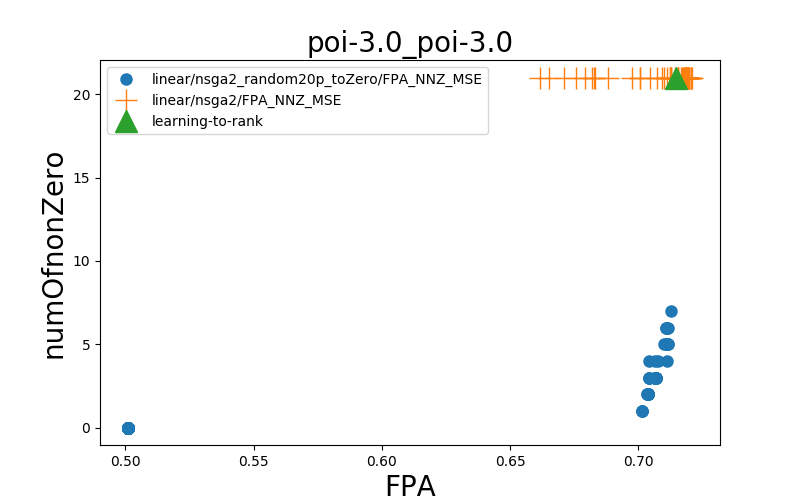 poi-3.0_poi-3.0
linear/nsga2_random20p_toZero/FPA_NNZ_MSE
linear/nsga2/FPA_NNZ_MSE
learning-to-rank
numOfnonZero
20
15
10
5
0
0.50 0.55 0.60 0.65 0.70
FPA